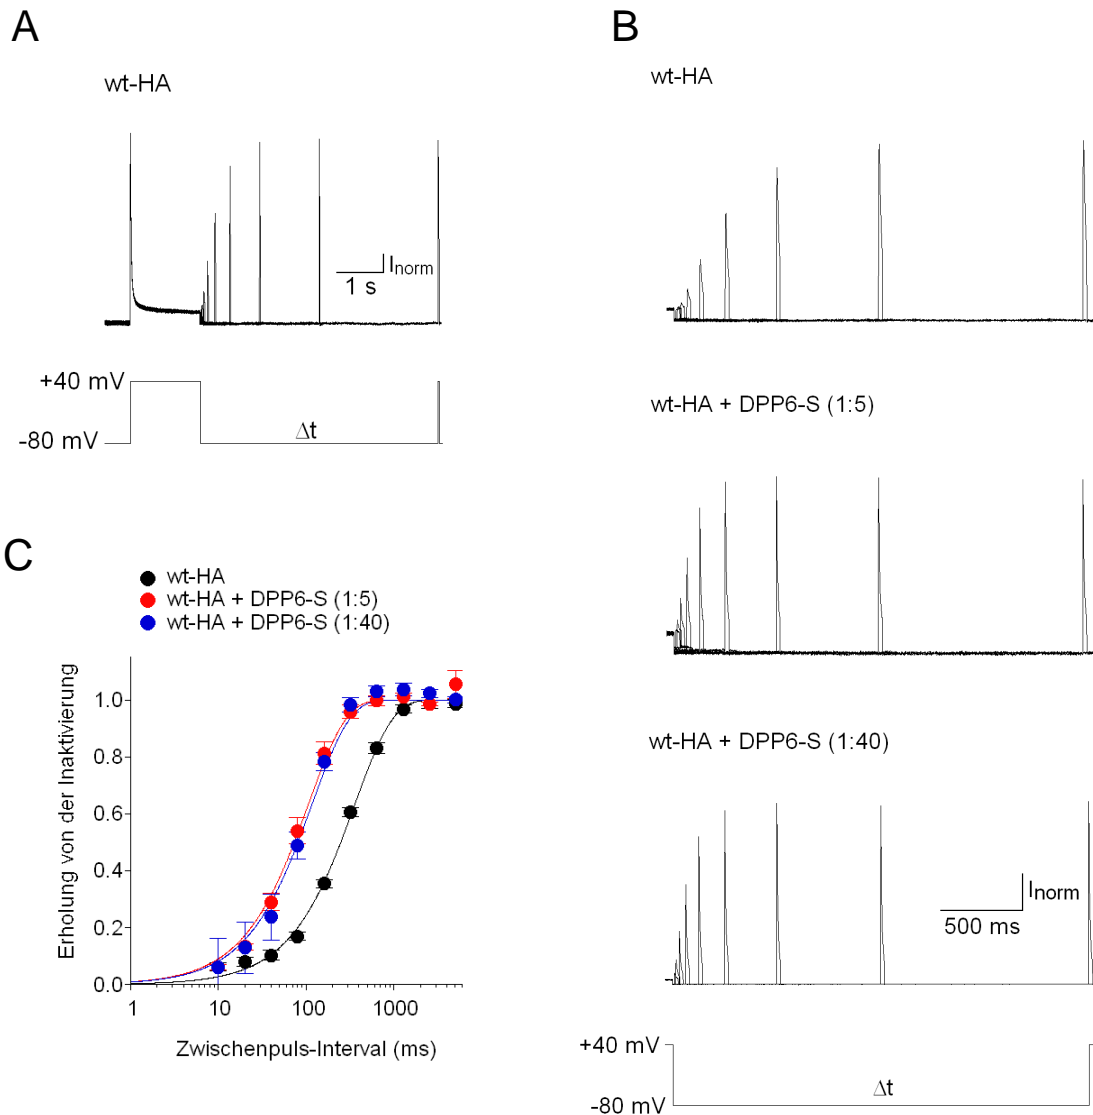 A
wt-HA
I norm
1 s
+40 mV
-80 mV
Δt
B
wt-HA
wt-HA + DPP6-S (1:5)
wt-HA + DPP6-S (1:40)
I norm
500 ms
+40 mV
-80 mV
Δt
C
wt-HA
wt-HA + DPP6-S (1:5)
wt-HA + DPP6-S (1:40)
Erholung von der Inaktivierung
1.0
0.8
0.6
0.4
0.2
0.0
1 10 100 1000
Zwischenpuls-Interval (ms)